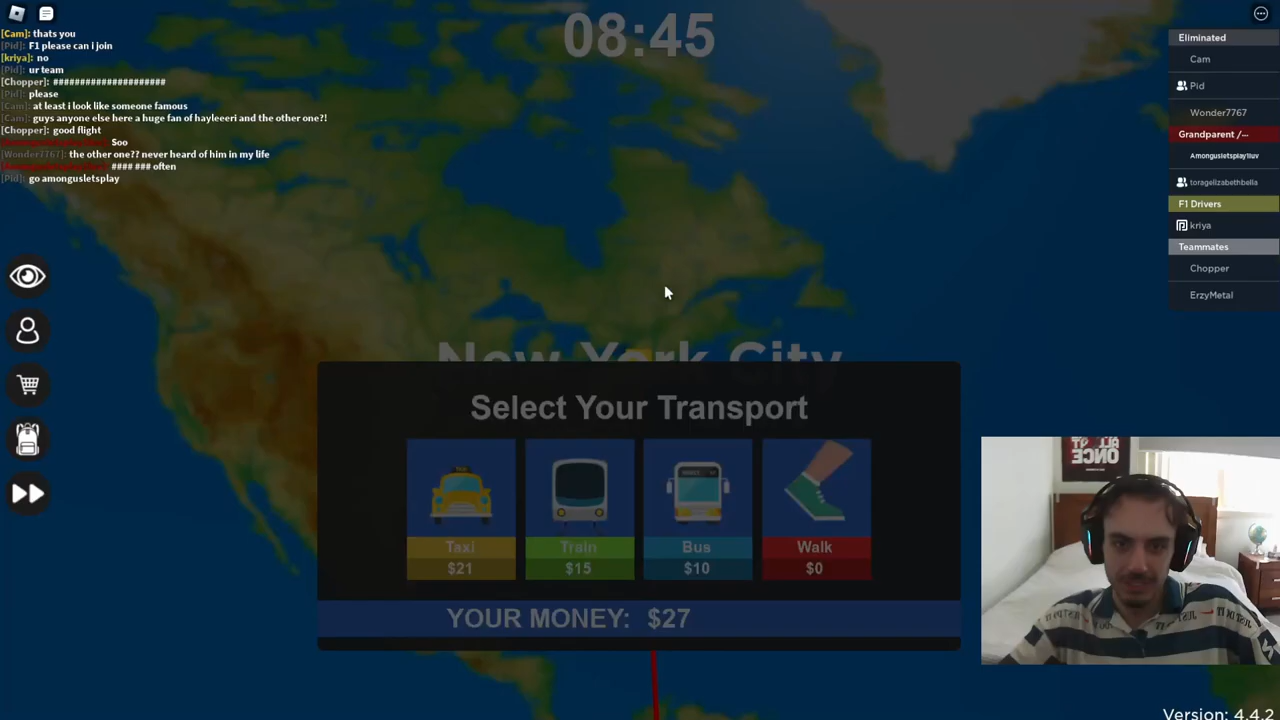 08:45
[Cam]: thats you
[Pid]: F1 please can i join
[kriya]: no
[Pid]: ur team
[Chopper]: #####################
[Pid]: please
[Cam]: at least i look like someone famous
[Cam]: guys anyone else here a huge fan of hayleeeri and the other one?!
[Chopper]: good flight
Soo
[Wonder7767]: the other one?? never heard of him in my life
#### ### often
[Pid]: go amongusletsplay
Eliminated
Cam
Pid
Wonder7767
Grandparent /...
Amongusletsplay1luv
toragelizabethbella
F1 Drivers
kriya
Teammates
Chopper
ErzyMetal
New York City
Select Your Transport
Taxi
$21
Train
$15
Bus
$10
Walk
$0
YOUR MONEY: $27
ALL AT
ONCE
Version: 4.4.2